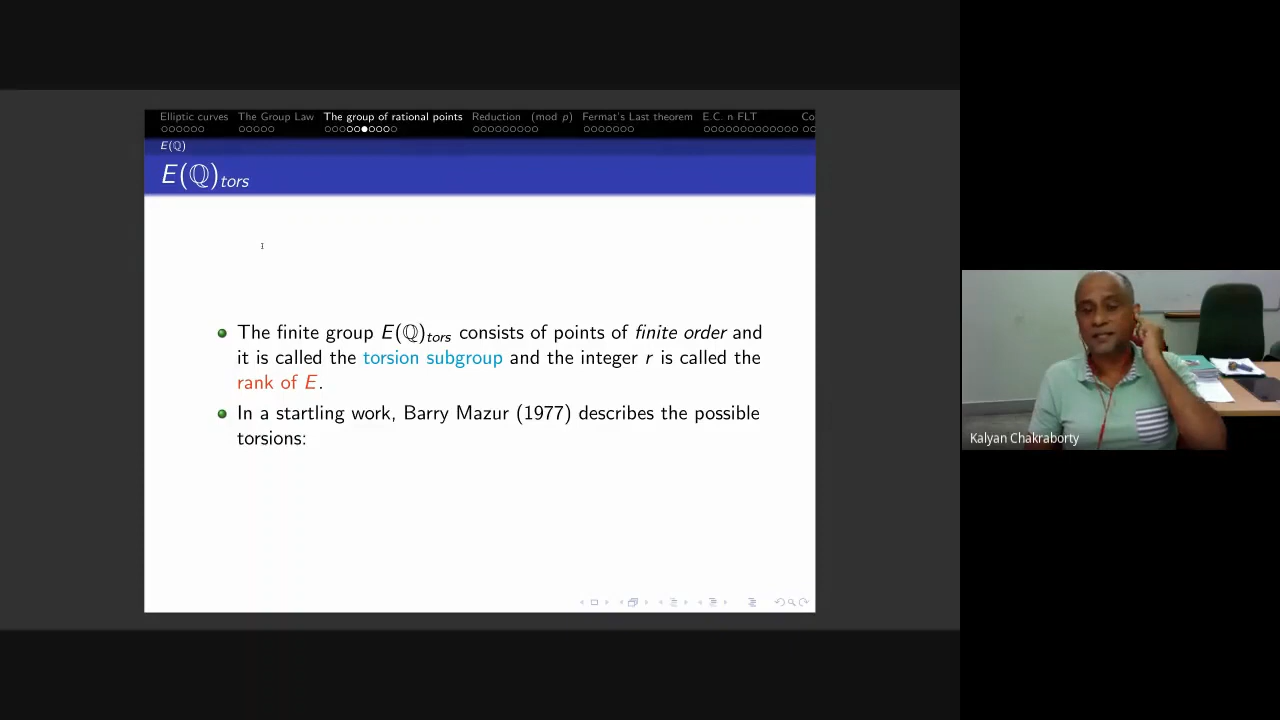 Elliptic curves The Group Law The group of rational points Reduction (mod p) Fermat's Last theorem E.C. n FLT Co
E(ℚ)
E(ℚ)tors
The finite group E(ℚ)tors consists of points of finite order and
it is called the torsion subgroup and the integer r is called the
rank of E.
In a startling work, Barry Mazur (1977) describes the possible
torsions:
Kalyan Chakraborty